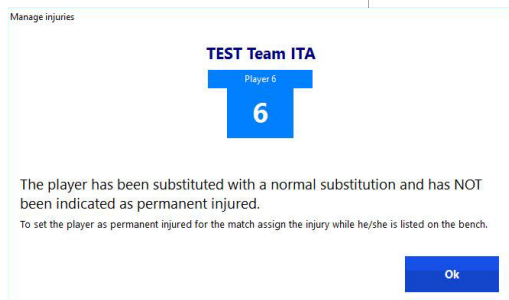 Manage injuries
TEST Team ITA
Player 6
6
The player has been substituted with a normal substitution and has NOT
been indicated as permanent injured.
To set the player as permanent injured for the match assign the injury while he/she is listed on the bench.
Ok